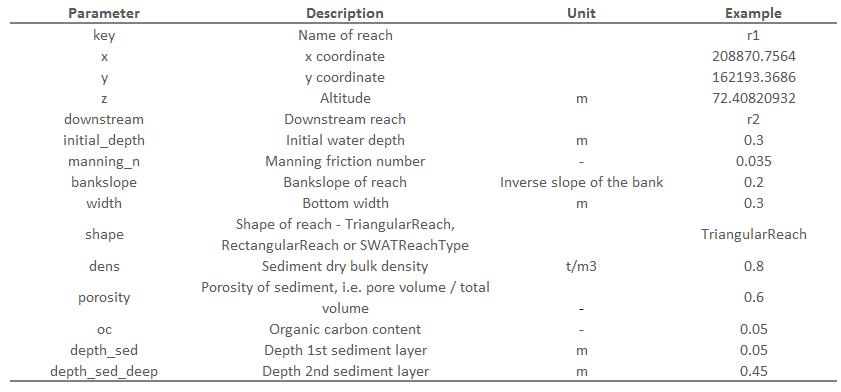 Parameter Description Unit Example
key Name of reach r1
x x coordinate 208870.7564
y y coordinate 162193.3686
z Altitude m 72.40820932
downstream Downstream reach r2
initial_depth Initial water depth m 0.3
manning_n Manning friction number - 0.035
bankslope Bankslope of reach Inverse slope of the bank 0.2
width Bottom width m 0.3
shape Shape of reach - TriangularReach, RectangularReach or SWATReachType TriangularReach
dens Sediment dry bulk density t/m3 0.8
porosity Porosity of sediment, i.e. pore volume / total volume - 0.6
oc Organic carbon content - 0.05
depth_sed Depth 1st sediment layer m 0.05
depth_sed_deep Depth 2nd sediment layer m 0.45